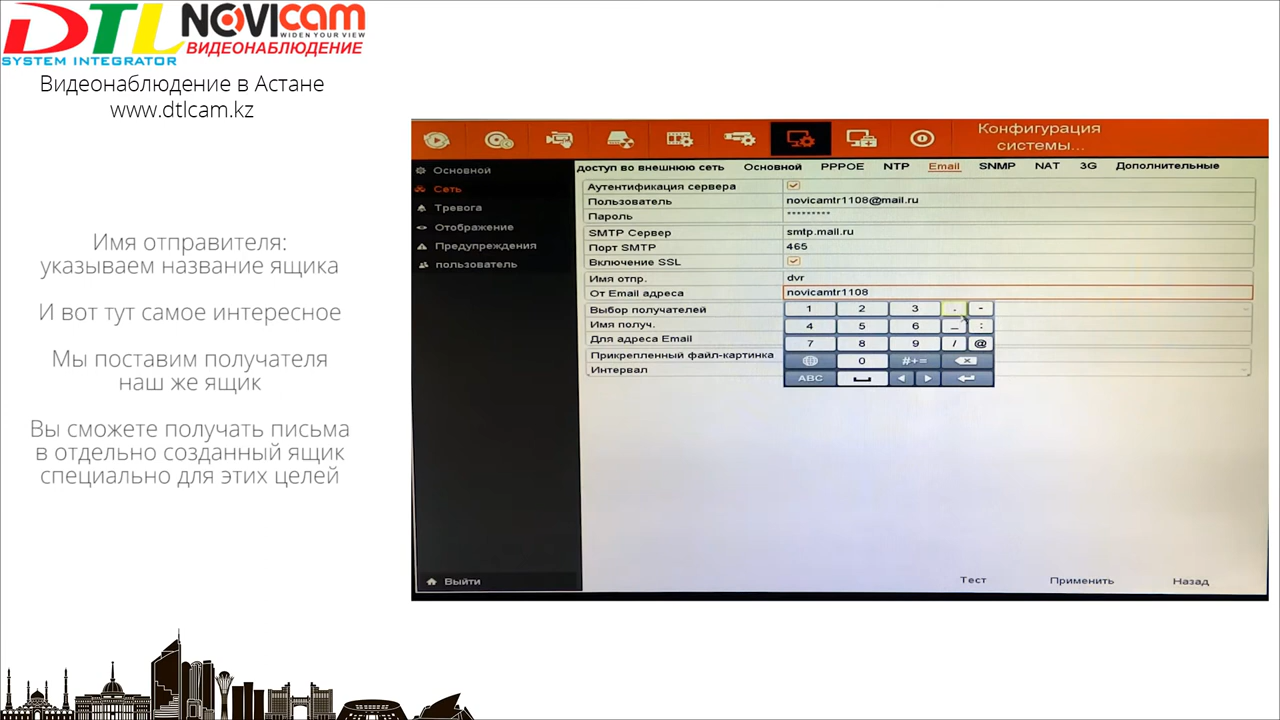 DTL
SYSTEM INTEGRATOR
NOVIcam
WIDEN YOUR VIEW
ВИДЕОНАБЛЮДЕНИЕ
Видеонаблюдение в Астане
www.dtlcam.kz
Имя отправителя:
указываем название ящика
И вот тут самое интересное
Мы поставим получателя
наш же ящик
Вы сможете получать письма
в отдельно созданный ящик
специально для этих целей
Конфигурация
системы...
Основной
Сеть
Тревога
Отображение
Предупреждения
пользователь
Выйти
доступ во внешнюю сеть Основной PPPOE NTP Email SNMP NAT 3G Дополнительные
Аутентификация сервера
Пользователь novicamtr1108@mail.ru
Пароль *********
SMTP Сервер smtp.mail.ru
Порт SMTP 465
Включение SSL
Имя отпр. dvr
От Email адреса novicamtr1108
Выбор получателей
Имя получ.
Для адреса Email
Прикрепленный файл-картинка
Интервал
1 2 3 . -
4 5 6 _ :
7 8 9 / @
0 #+=
ABC
Тест Применить Назад